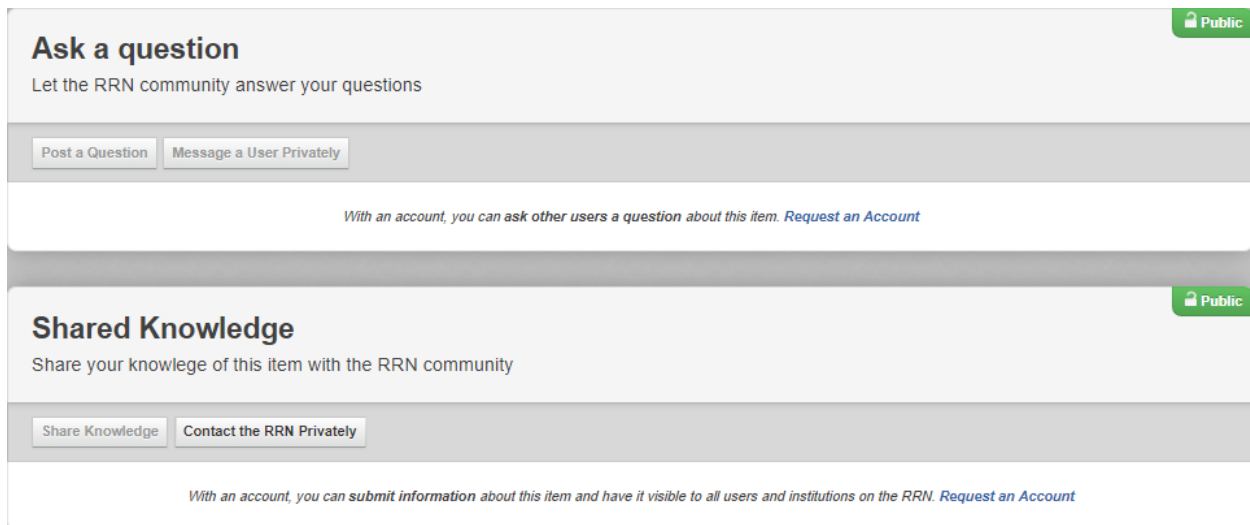 Public
Ask a question
Let the RRN community answer your questions
Post a Question Message a User Privately
With an account, you can ask other users a question about this item. Request an Account
Public
Shared Knowledge
Share your knowlege of this item with the RRN community
Share Knowledge Contact the RRN Privately
With an account, you can submit information about this item and have it visible to all users and institutions on the RRN. Request an Account